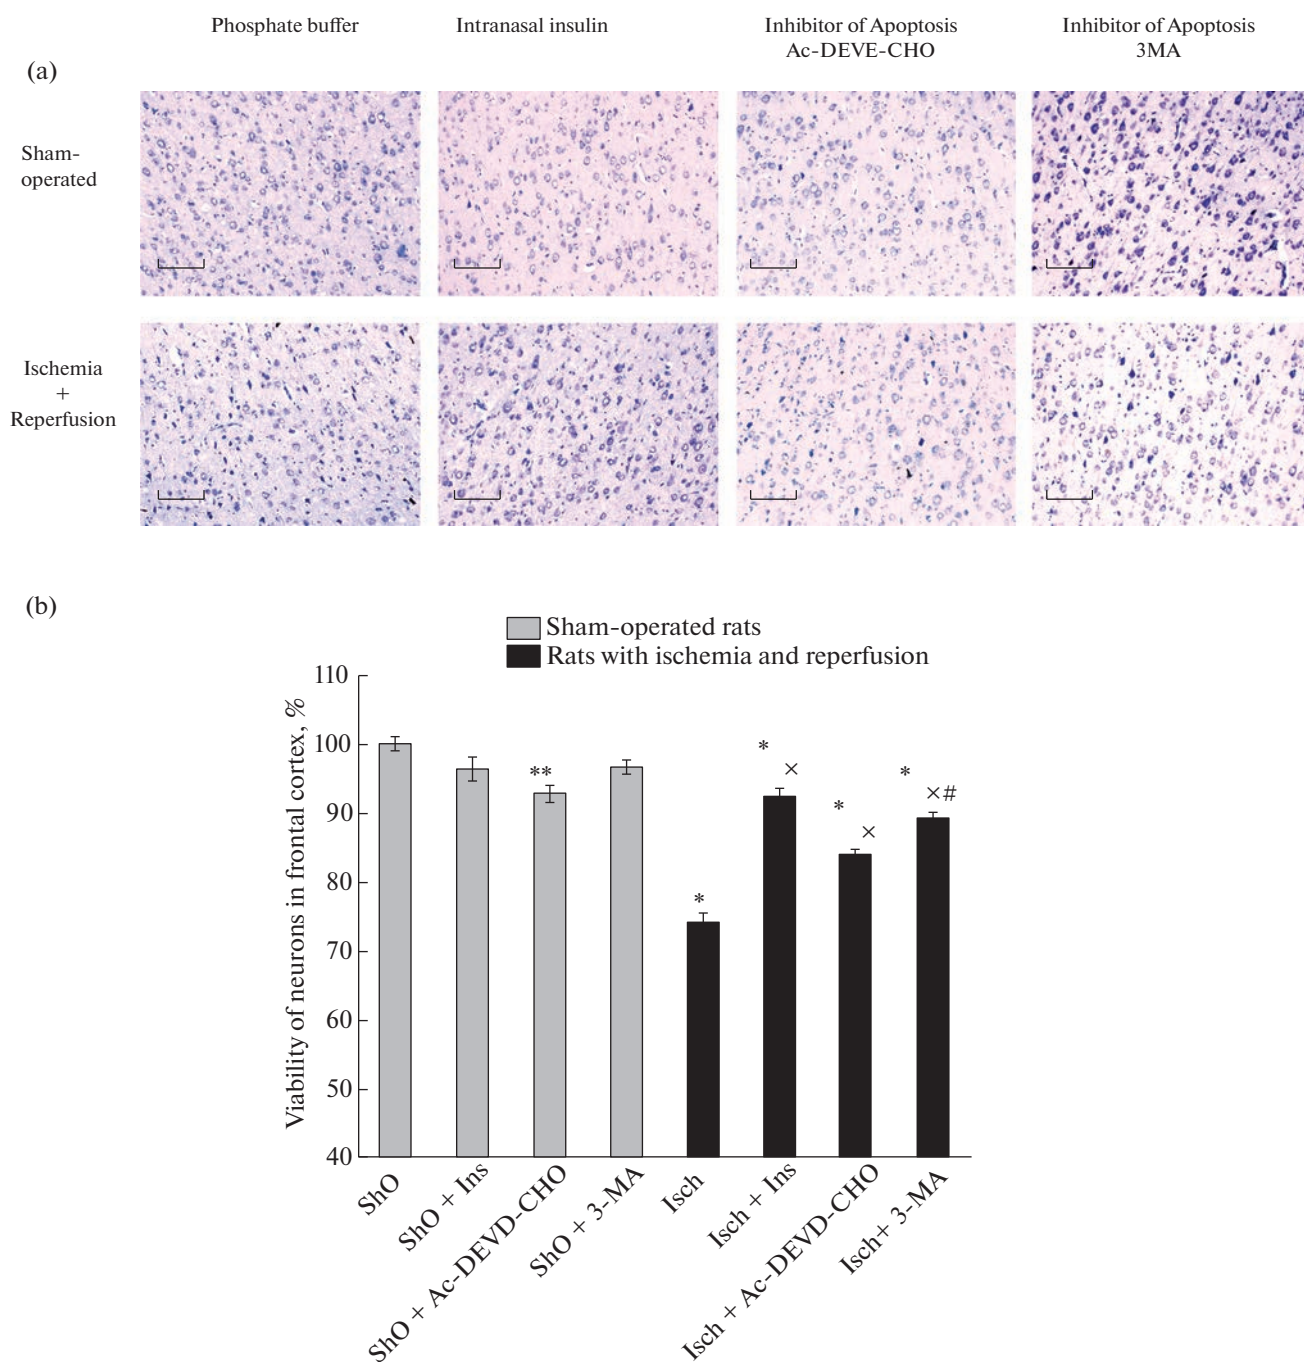 Phosphate buffer
Intranasal insulin
Inhibitor of Apoptosis
Ac-DEVE-CHO
Inhibitor of Apoptosis
3MA
(a)
Sham-
operated
Ischemia
+
Reperfusion
(b)
Sham-operated rats
Rats with ischemia and reperfusion
Viability of neurons in frontal cortex, %
110
100
90
80
70
60
50
40
**
*
*
×
*
×
*
×#
ShO
ShO + Ins
ShO + Ac-DEVD-CHO
ShO + 3-MA
Isch
Isch + Ins
Isch + Ac-DEVD-CHO
Isch+ 3-MA